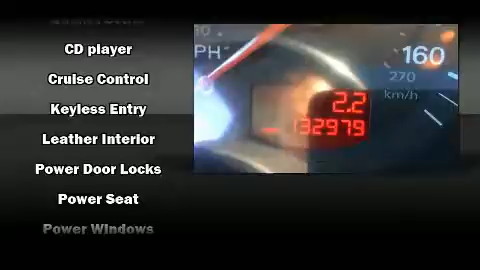 CD player
Cruise Control
Keyless Entry
Leather Interior
Power Door Locks
Power Seat
Power Windows
PH
160
270
km/h
2.2
132979